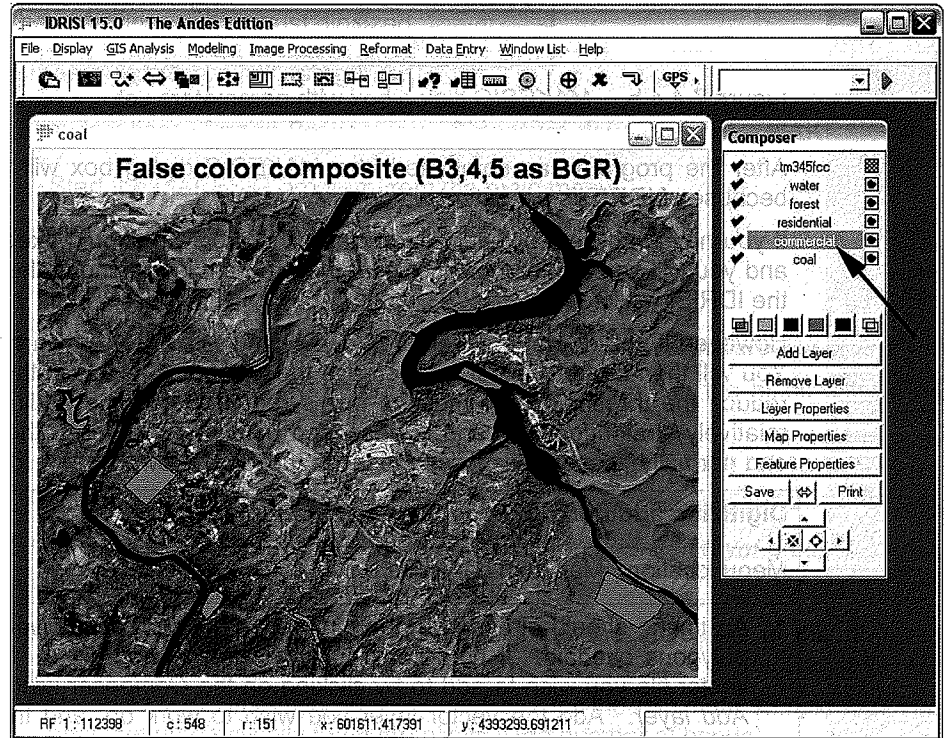 IDRISI 15.0 The Andes Edition
File Display GIS Analysis Modeling Image Processing Reformat Data Entry Window List Help
GPS
coal
False color composite (B3,4,5 as BGR)
Composer
tm345fcc
water
forest
residential
commercial
coal
Add Layer
Remove Layer
Layer Properties
Map Properties
Feature Properties
Save Print
RF 1 : 112398 c : 548 r : 151 x : 601611.417391 y : 4393299.691211